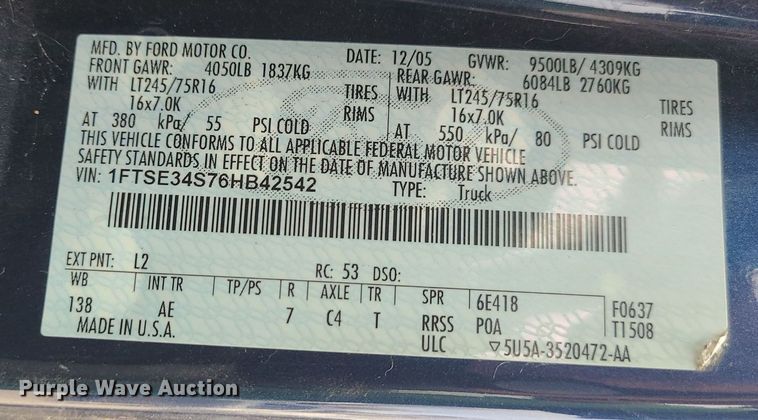 MFD. BY FORD MOTOR CO. DATE: 12/05 GVWR: 9500LB/ 4309KG
FRONT GAWR: 4050LB 1837KG REAR GAWR: 6084LB 2760KG
WITH LT245/75R16 TIRES WITH LT245/75R16 TIRES
16x7.0K RIMS 16x7.0K RIMS
AT 380 kPa/ 55 PSI COLD AT 550 kPa/ 80 PSI COLD
THIS VEHICLE CONFORMS TO ALL APPLICABLE FEDERAL MOTOR VEHICLE
SAFETY STANDARDS IN EFFECT ON THE DATE OF MANUFACTURE SHOWN ABOVE.
VIN: 1FTSE34S76HB42542 TYPE: Truck
EXT PNT: L2 RC: 53 DSO:
WB INT TR TP/PS R AXLE TR SPR 6E418 F0637
138 AE 7 C4 T RRSS POA T1508
MADE IN U.S.A. ULC ▽5U5A-3520472-AA
Purple Wave Auction